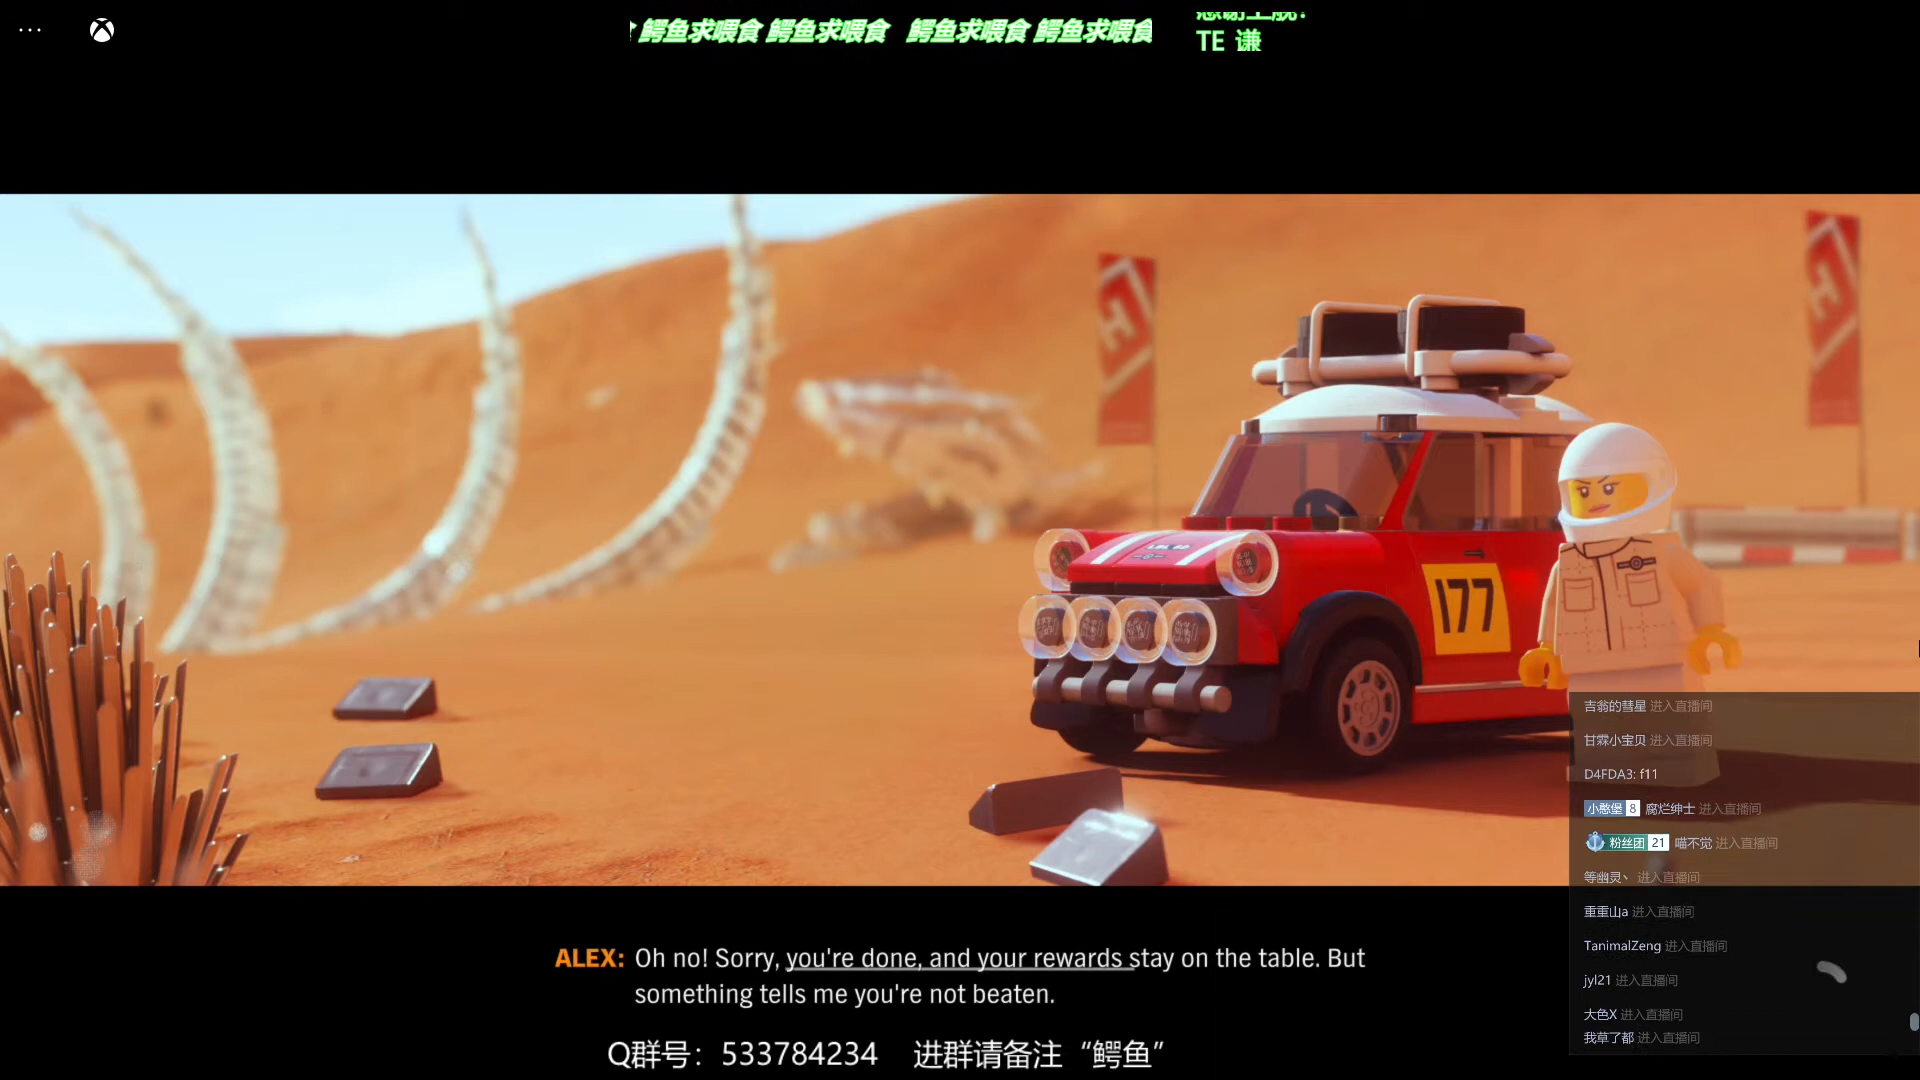 鳄鱼求喂食 鳄鱼求喂食 鳄鱼求喂食 鳄鱼求喂食
感谢上舰!
TE 谦
177
吉翁的彗星 进入直播间
甘霖小宝贝 进入直播间
D4FDA3: f11
小憨堡 8 腐烂绅士 进入直播间
粉丝团 21 喵不觉 进入直播间
等幽灵丶 进入直播间
重重山a 进入直播间
TanimalZeng 进入直播间
jyl21 进入直播间
大色X 进入直播间
我草了都 进入直播间
ALEX: Oh no! Sorry, you're done, and your rewards stay on the table. But
something tells me you're not beaten.
Q群号：533784234 进群请备注“鳄鱼”